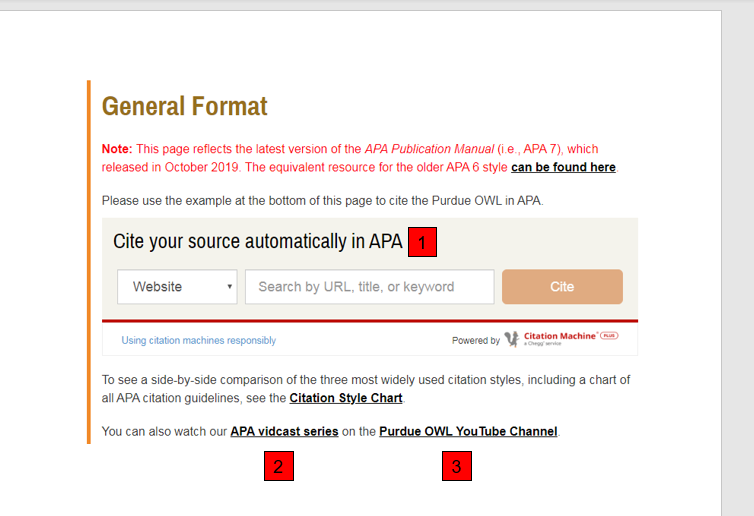 General Format
Note: This page reflects the latest version of the APA Publication Manual (i.e., APA 7), which
released in October 2019. The equivalent resource for the older APA 6 style can be found here.
Please use the example at the bottom of this page to cite the Purdue OWL in APA.
Cite your source automatically in APA 1
Website Search by URL, title, or keyword Cite
Using citation machines responsibly Powered by Citation Machine PLUS
a Chegg service
To see a side-by-side comparison of the three most widely used citation styles, including a chart of
all APA citation guidelines, see the Citation Style Chart.
You can also watch our APA vidcast series on the Purdue OWL YouTube Channel.
2 3